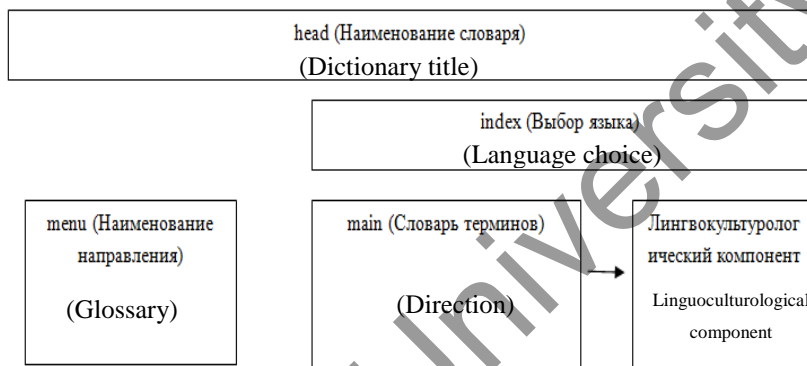 head (Наименование словаря)
(Dictionary title)
index (Выбор языка)
(Language choice)
menu (Наименование
направления)
(Glossary)
main (Словарь терминов)
(Direction)
Лингвокультуролог
ический компонент
Linguoculturological
component
University